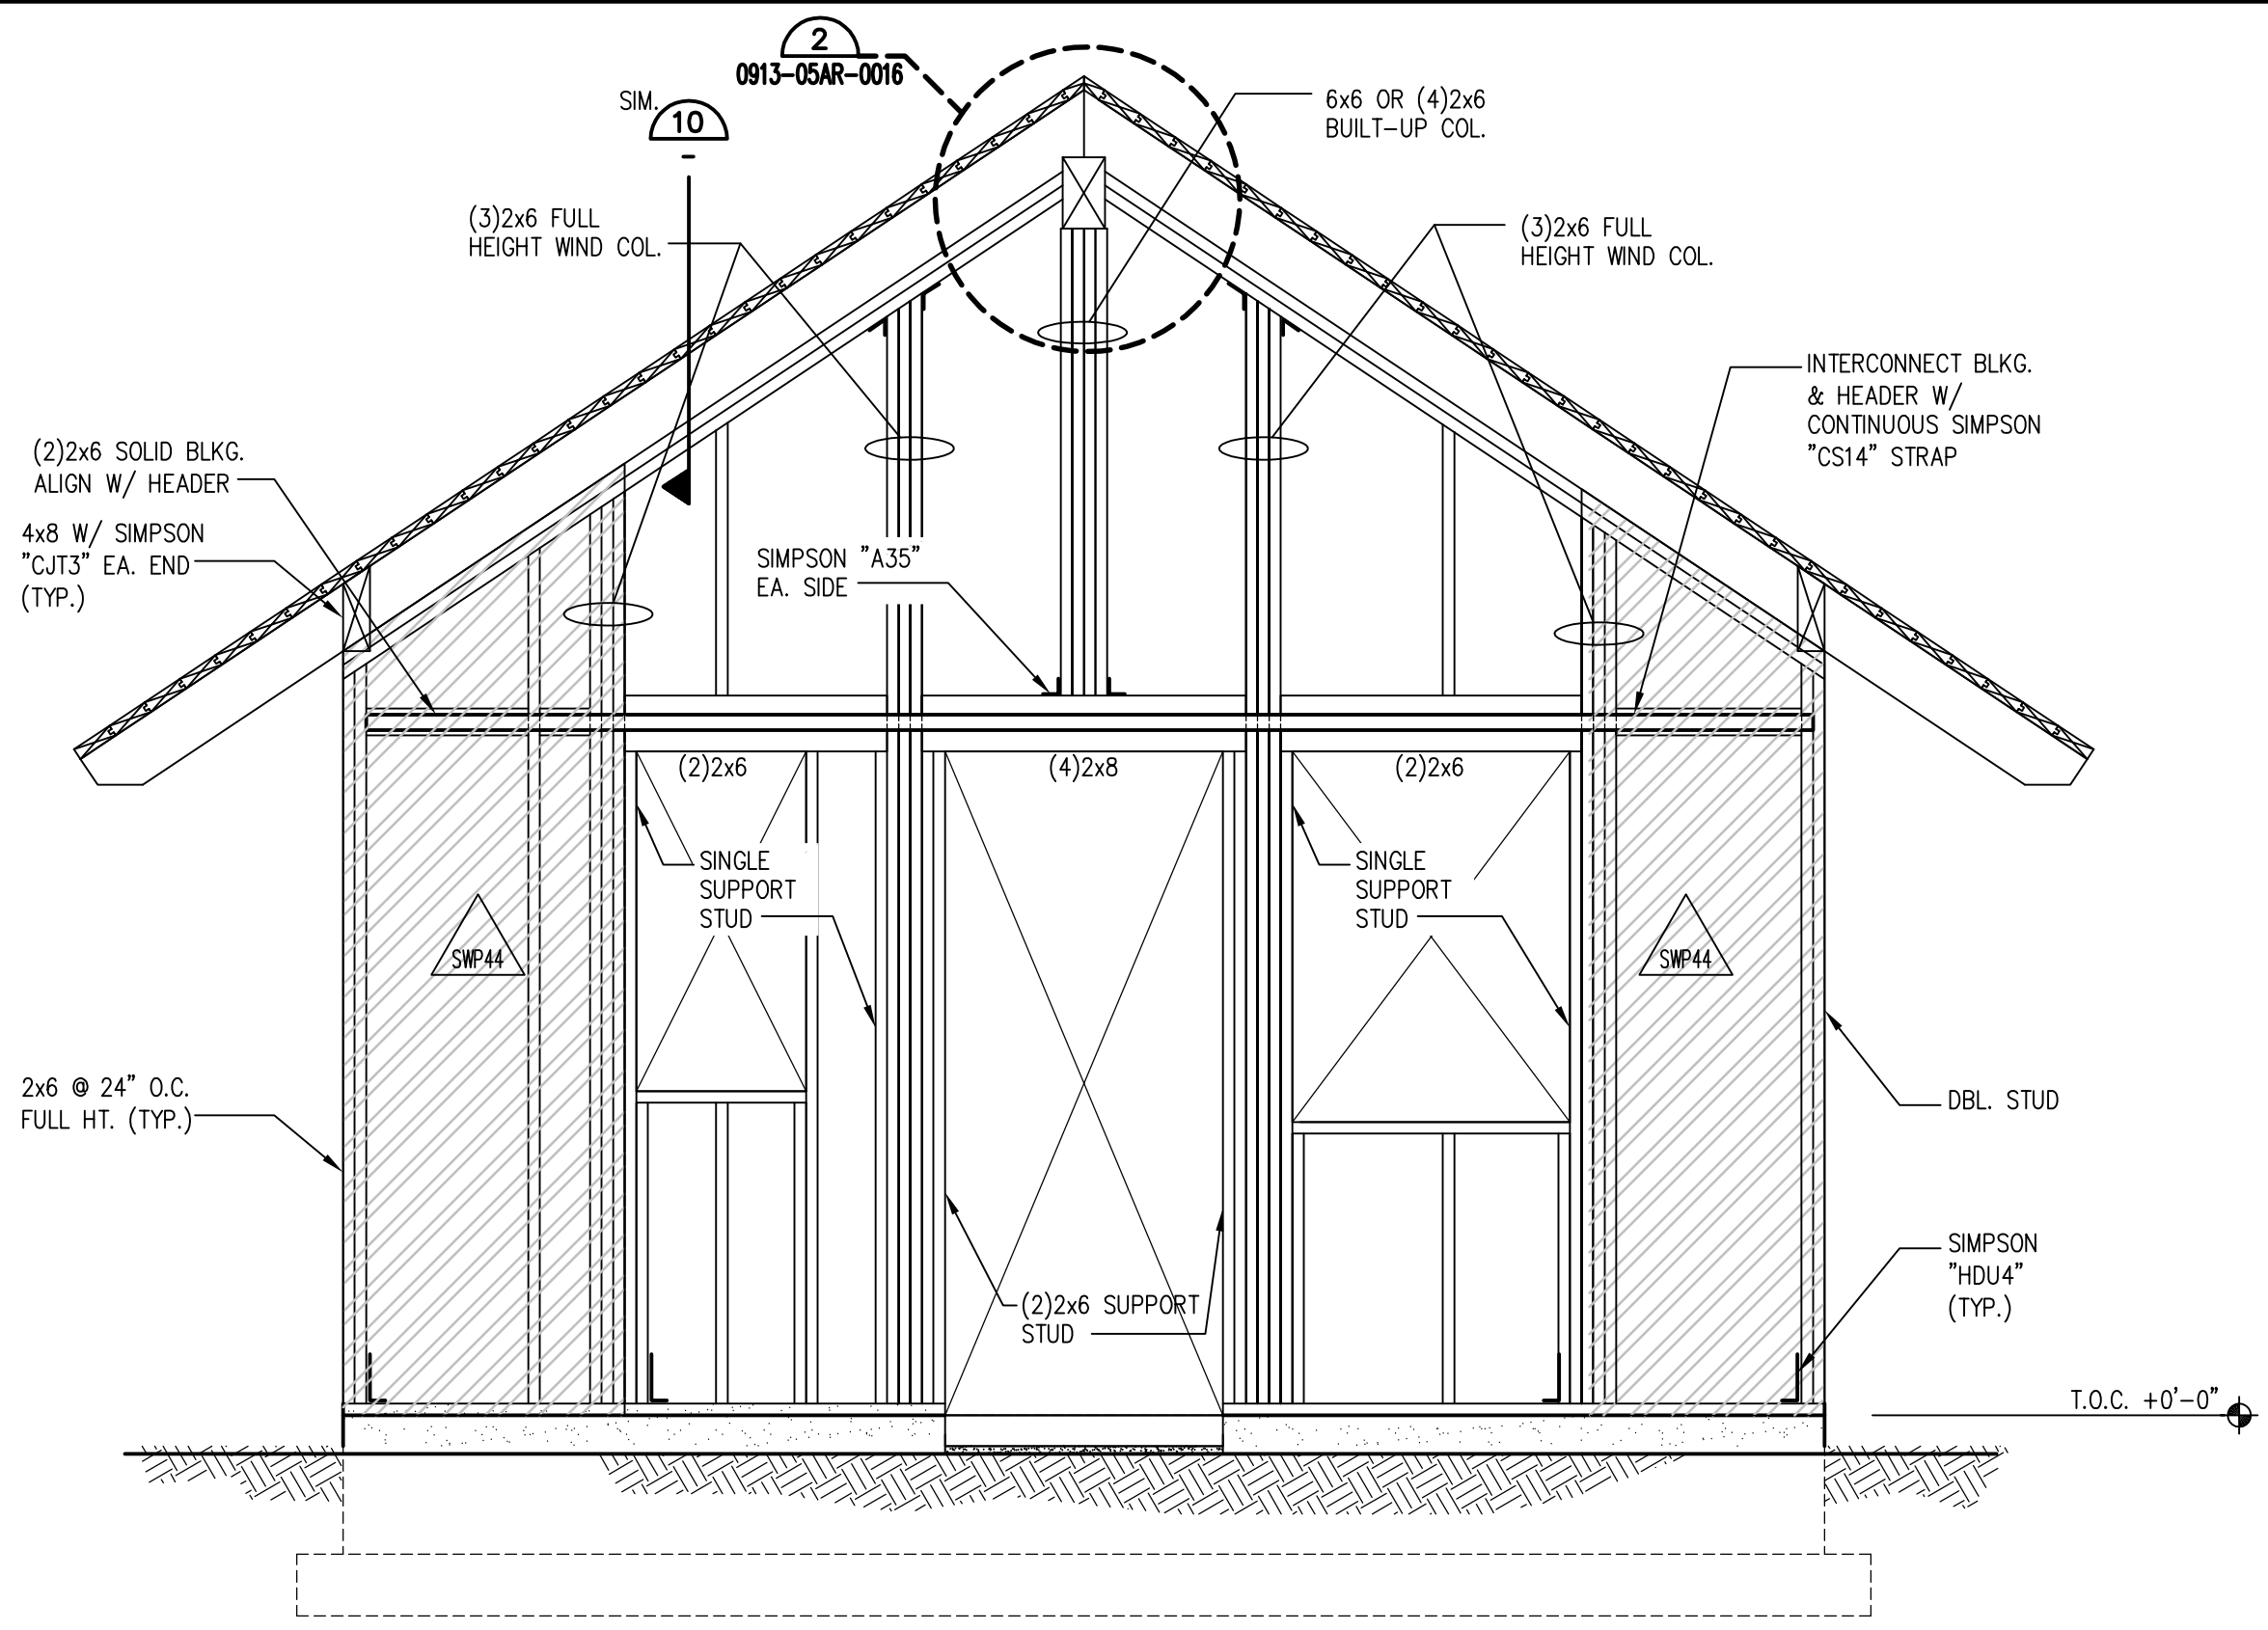 2
0913-05AR-0016
SIM.
10
-
6x6 OR (4)2x6
BUILT-UP COL.
(3)2x6 FULL
HEIGHT WIND COL.
(3)2x6 FULL
HEIGHT WIND COL.
INTERCONNECT BLKG.
& HEADER W/
CONTINUOUS SIMPSON
"CS14" STRAP
(2)2x6 SOLID BLKG.
ALIGN W/ HEADER
4x8 W/ SIMPSON
"CJT3" EA. END
(TYP.)
SIMPSON "A35"
EA. SIDE
(2)2x6
(4)2x8
(2)2x6
SINGLE
SUPPORT
STUD
SINGLE
SUPPORT
STUD
SWP44
SWP44
2x6 @ 24" O.C.
FULL HT. (TYP.)
DBL. STUD
SIMPSON
"HDU4"
(TYP.)
(2)2x6 SUPPORT
STUD
T.O.C. +0'-0"